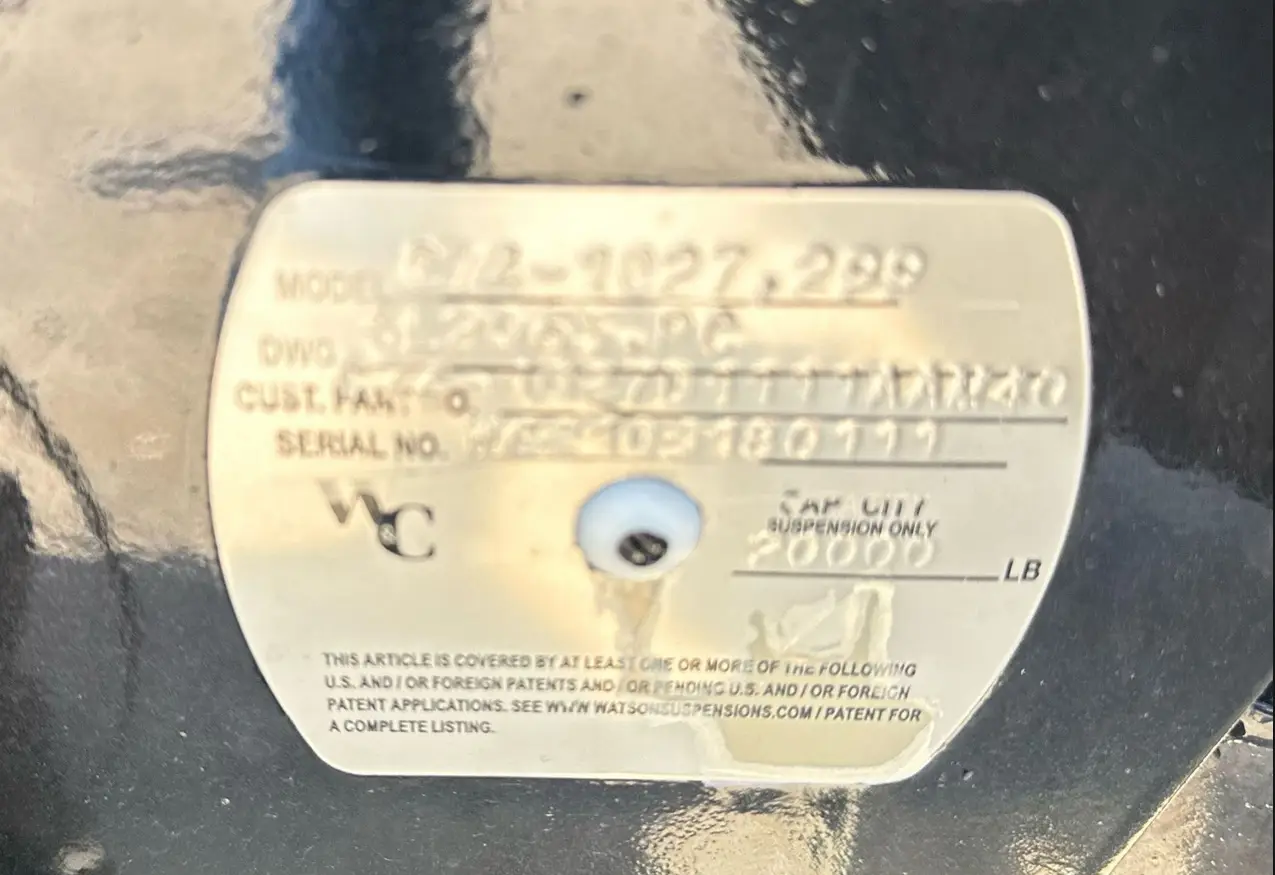 MODEL
DWG
CUST. PART
SERIAL NO.
W&C
SUSPENSION ONLY
20000 LB
THIS ARTICLE IS COVERED BY AT LEAST ONE OR MORE OF THE FOLLOWING
U.S. AND / OR FOREIGN PATENTS AND / OR PENDING U.S. AND / OR FOREIGN
PATENT APPLICATIONS. SEE WWW WATSONSUSPENSIONS.COM / PATENT FOR
A COMPLETE LISTING.